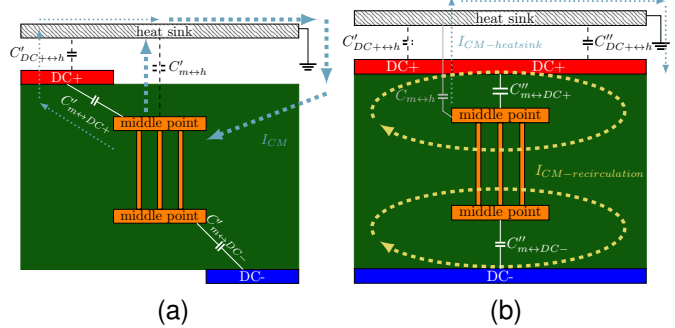 heat sink
C'DC+↔h
C'm↔h
DC+
C'm↔DC+
middle point
ICM
middle point
C'm↔DC−
DC-
(a)
heat sink
C'DC+↔h
ICM−heatsink
C''DC+↔h
DC+
DC+
Cm↔h
C''m↔DC+
middle point
ICM−recirculation
middle point
C''m↔DC−
DC-
(b)